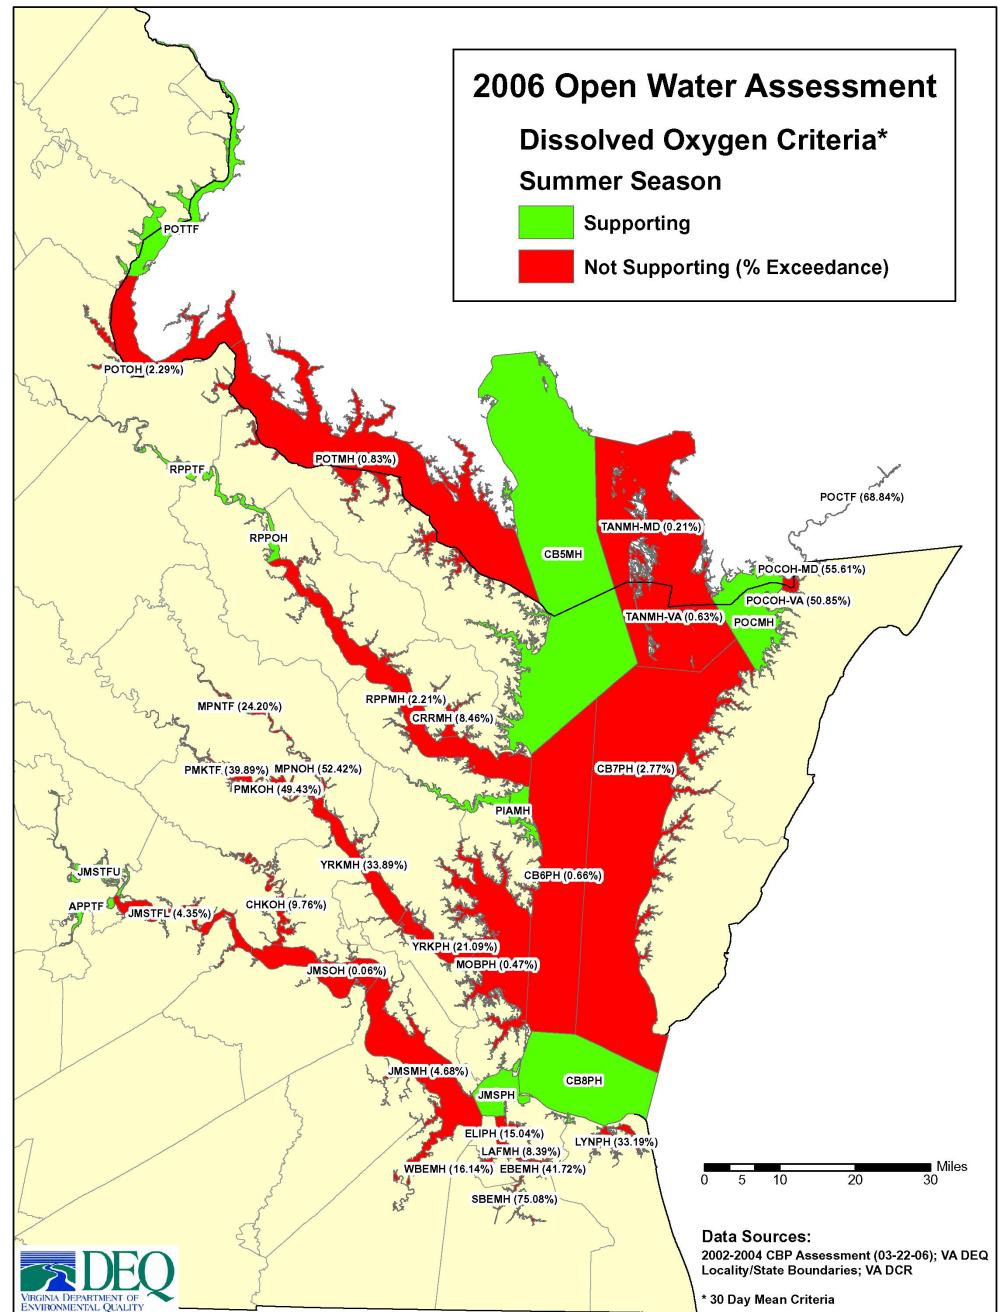 2006 Open Water Assessment
Dissolved Oxygen Criteria*
Summer Season
Supporting
Not Supporting (% Exceedance)
POTTF
POTOH (2.29%)
POTMH (0.83%)
RPPTF
POCTF (68.84%)
TANMH-MD (0.21%)
RPPOH
CB5MH
POCOH-MD (55.61%)
POCOH-VA (50.85%)
TANMH-VA (0.63%)
POCMH
RPPMH (2.21%)
MPNTF (24.20%)
CRRMH (8.46%)
PMKTF (39.89%)
MPNOH (52.42%)
CB7PH (2.77%)
PMKOH (49.43%)
PIAMH
YRKMH (33.89%)
JMSTFU
CB6PH (0.66%)
APPTF
CHKOH (9.76%)
JMSTFL (4.35%)
YRKPH (21.09%)
MOBPH (0.47%)
JMSOH (0.06%)
JMSMH (4.68%)
CB8PH
JMSPH
ELIPH (15.04%)
LYNPH (33.19%)
LAFMH (8.39%)
WBEMH (16.14%)
EBEMH (41.72%)
SBEMH (75.08%)
Miles
0 5 10 20 30
Data Sources:
2002-2004 CBP Assessment (03-22-06); VA DEQ
Locality/State Boundaries; VA DCR
* 30 Day Mean Criteria
DEQ
VIRGINIA DEPARTMENT OF
ENVIRONMENTAL QUALITY